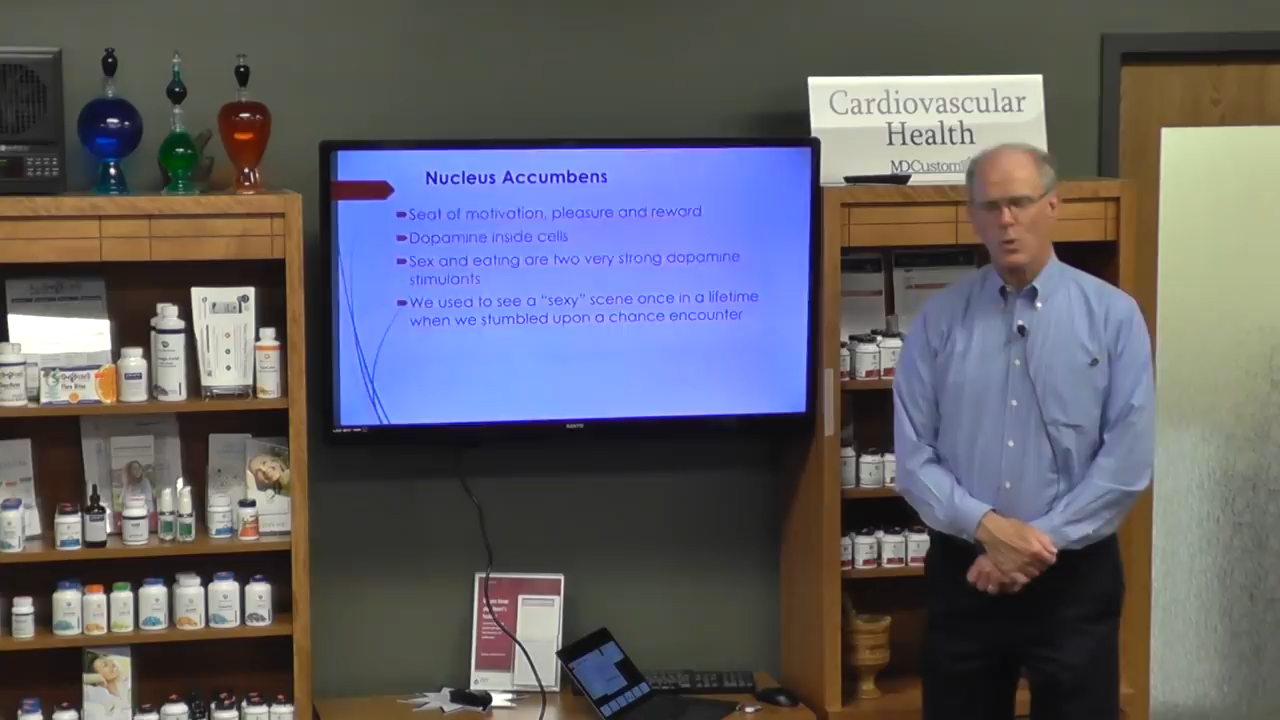 Nucleus Accumbens
Seat of motivation, pleasure and reward
Dopamine inside cells
Sex and eating are two very strong dopamine
stimulants
We used to see a “sexy” scene once in a lifetime
when we stumbled upon a chance encounter
Cardiovascular
Health
MDCustom